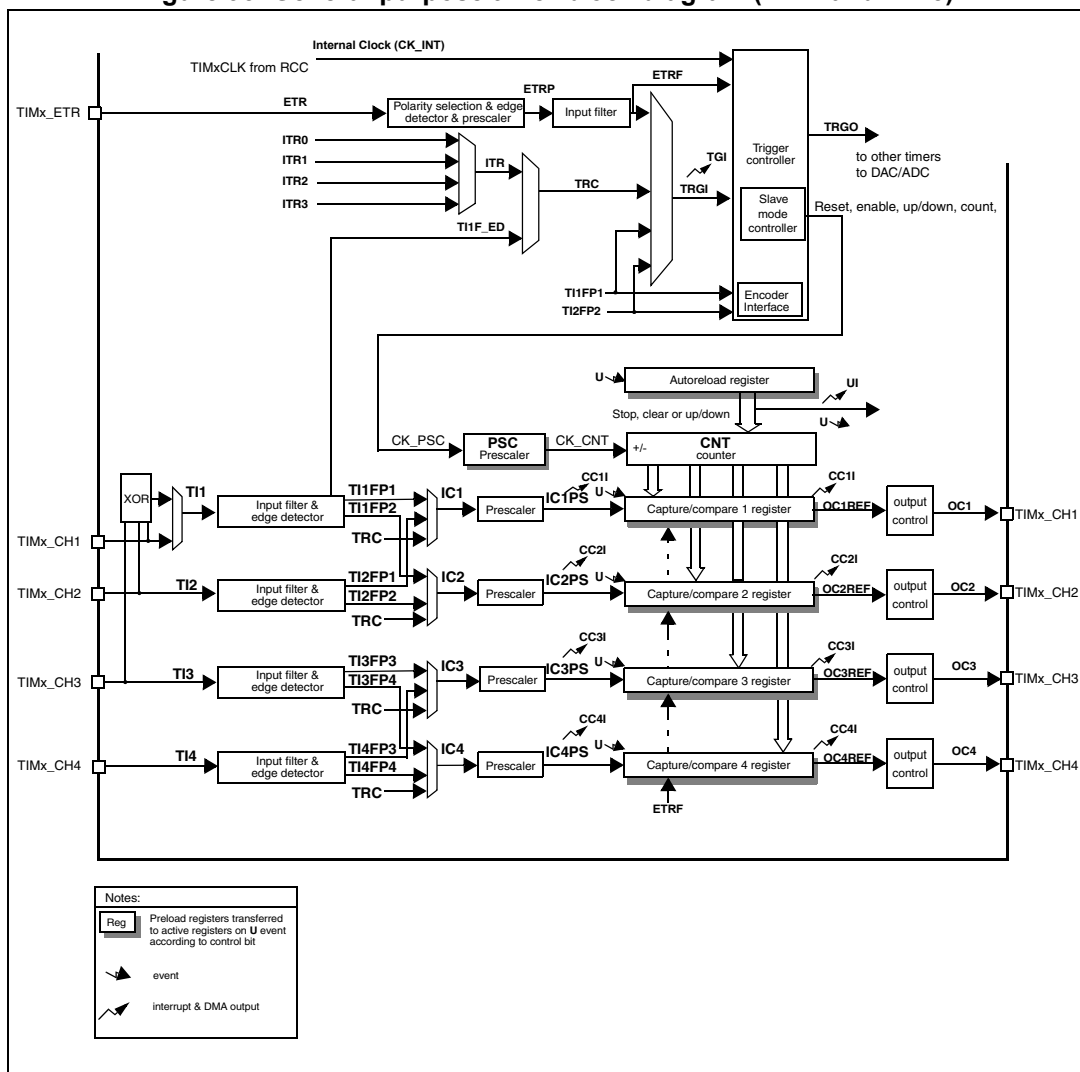 Internal Clock (CK_INT)
TIMxCLK from RCC
TIMx_ETR
ETR
Polarity selection & edge
detector & prescaler
ETRP
Input filter
ETRF
ITR0
ITR1
ITR2
ITR3
ITR
TI1F_ED
TRC
TRGI
TGI
Trigger
controller
TRGO
to other timers
to DAC/ADC
Slave
mode
controller
Reset, enable, up/down, count,
TI1FP1
TI2FP2
Encoder
Interface
U
Autoreload register
UI
Stop, clear or up/down
U
CK_PSC
PSC
Prescaler
CK_CNT
+/-
CNT
counter
XOR
TI1
Input filter &
edge detector
TI1FP1
TI1FP2
TRC
IC1
Prescaler
IC1PS
CC1I
U
Capture/compare 1 register
CC1I
OC1REF
output
control
OC1
TIMx_CH1
TIMx_CH1
TIMx_CH2
TI2
Input filter &
edge detector
TI2FP1
TI2FP2
TRC
IC2
Prescaler
IC2PS
CC2I
U
Capture/compare 2 register
CC2I
OC2REF
output
control
OC2
TIMx_CH2
TIMx_CH3
TI3
Input filter &
edge detector
TI3FP3
TI3FP4
TRC
IC3
Prescaler
IC3PS
CC3I
U
Capture/compare 3 register
CC3I
OC3REF
output
control
OC3
TIMx_CH3
TIMx_CH4
TI4
Input filter &
edge detector
TI4FP3
TI4FP4
TRC
IC4
Prescaler
IC4PS
CC4I
U
Capture/compare 4 register
CC4I
OC4REF
output
control
OC4
TIMx_CH4
ETRF
Notes:
Reg
Preload registers transferred
to active registers on U event
according to control bit
event
interrupt & DMA output